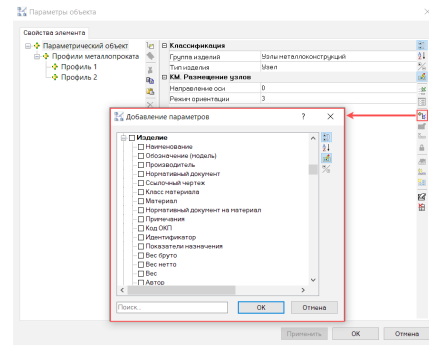 Параметры объекта
Свойства элемента
Параметрический объект
Профили металлопроката
Профиль 1
Профиль 2
Классификация
Группа изделий Узлы металлоконструкций
Тип изделия Узел
КМ. Размещение узлов
Направление оси 0
Режим ориентации 3
Добавление параметров ? ×
Изделие
Наименование
Обозначение (модель)
Производитель
Нормативный документ
Ссылочный чертеж
Класс материала
Материал
Нормативный документ на материал
Примечания
Код ОКП
Идентификатор
Показатели назначения
Вес брутто
Вес нетто
Вес
Автор
Поиск...
ОК
Отмена
Применить
ОК
Отмена